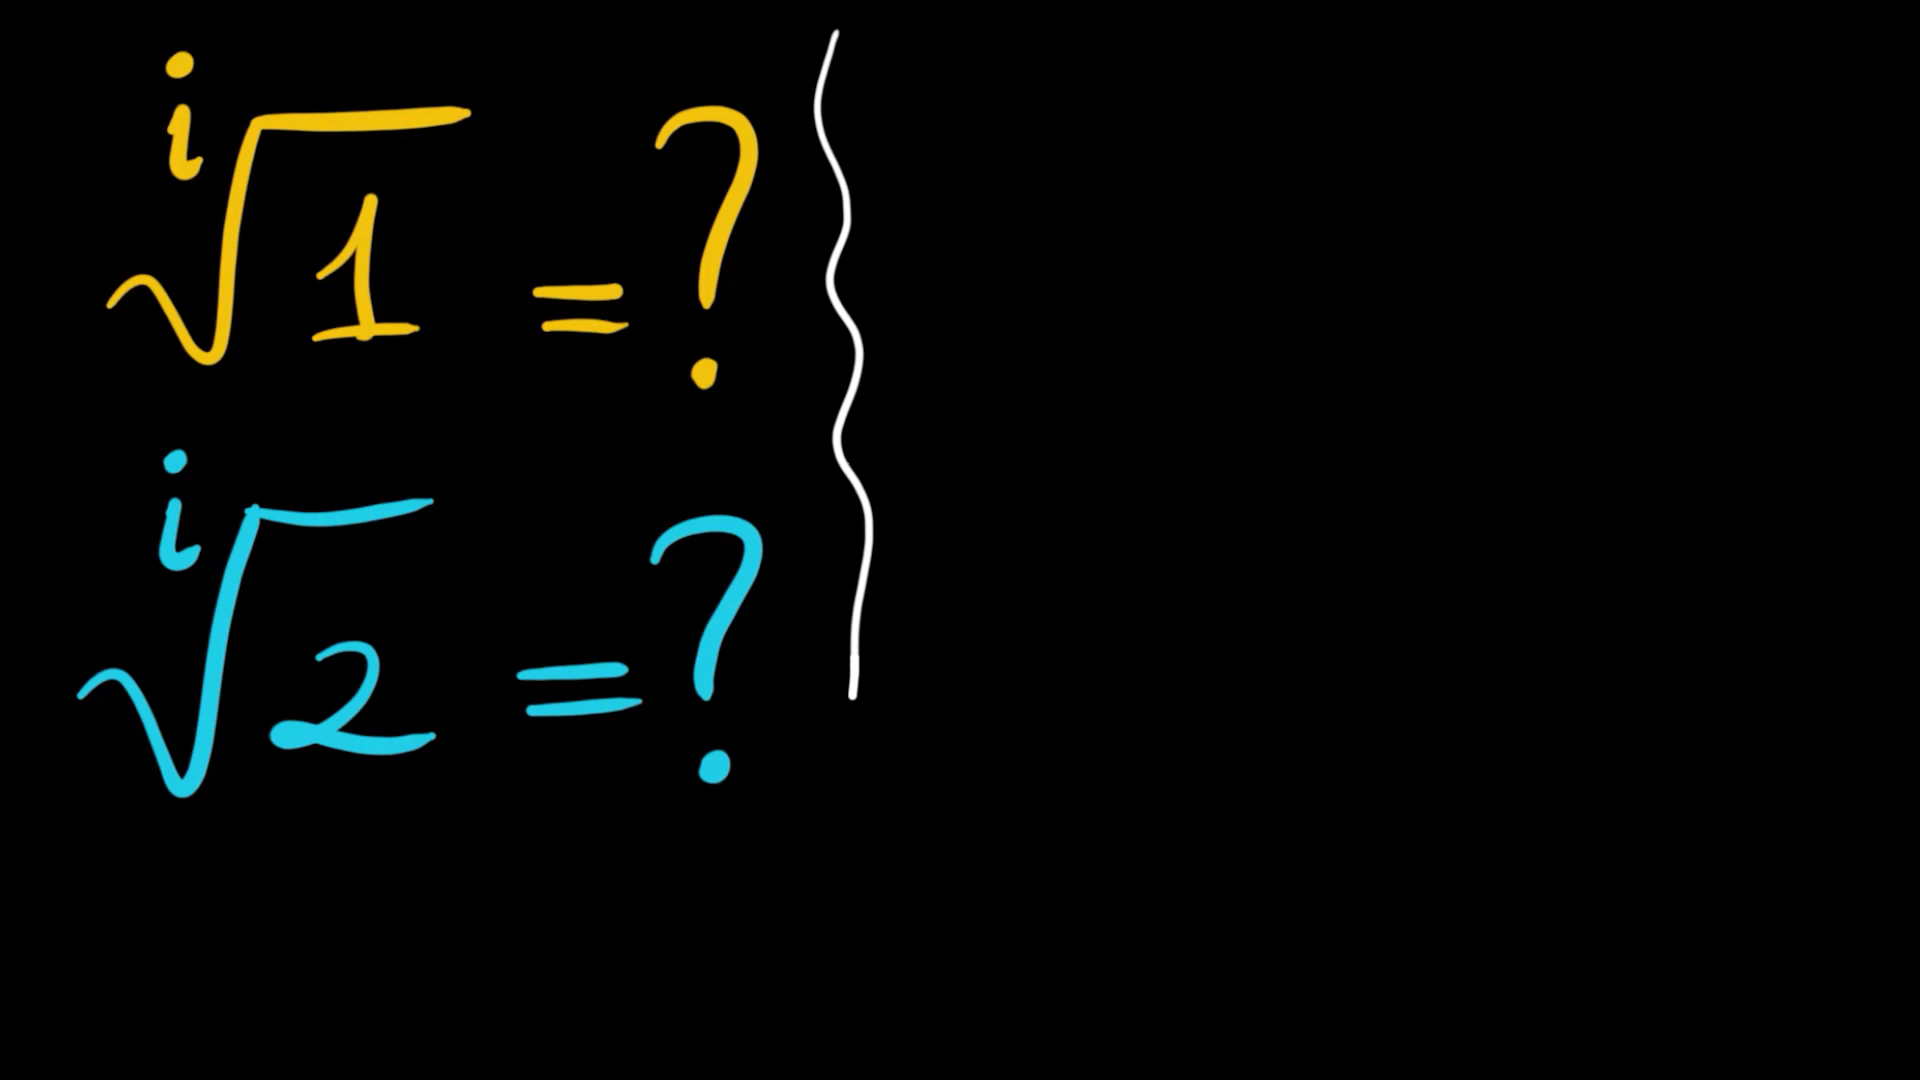 ⁱ√1 = ?
ⁱ√2 = ?